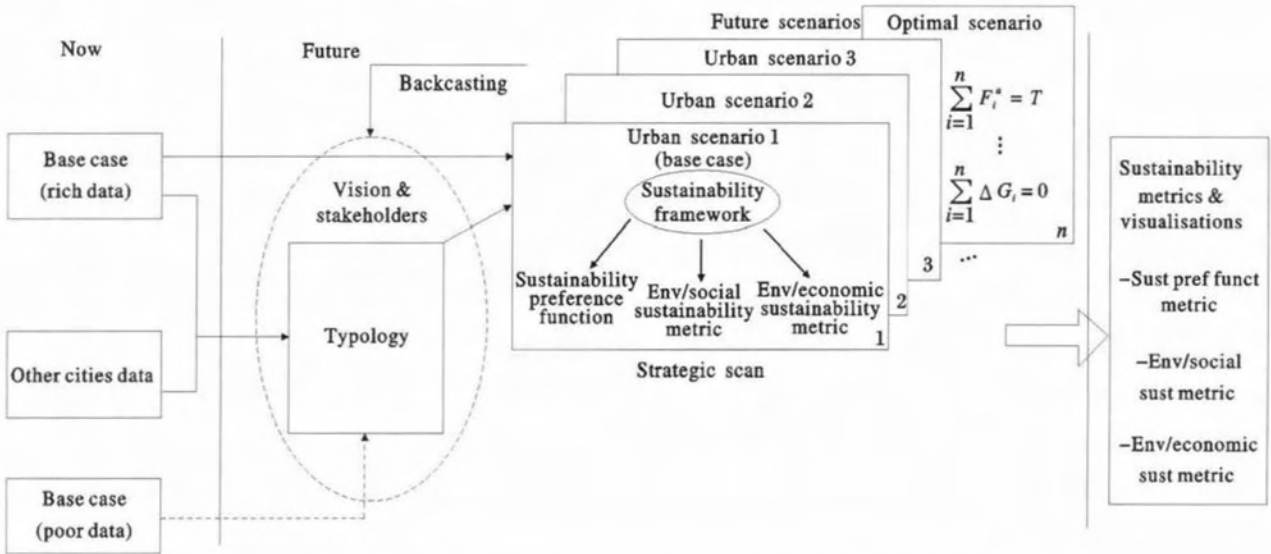 Now
Future
Backcasting
Base case
(rich data)
Other cities data
Base case
(poor data)
Vision &
stakeholders
Typology
Future scenarios
Optimal scenario
n
∑ F_i^* = T
i=1
⋮
n
∑ Δ G_i = 0
i=1
n
Urban scenario 3
3
...
Urban scenario 2
2
Urban scenario 1
(base case)
Sustainability
framework
Sustainability
preference
function
Env/social
sustainability
metric
Env/economic
sustainability
metric
1
Strategic scan
Sustainability
metrics &
visualisations
–Sust pref funct
metric
–Env/social
sust metric
–Env/economic
sust metric